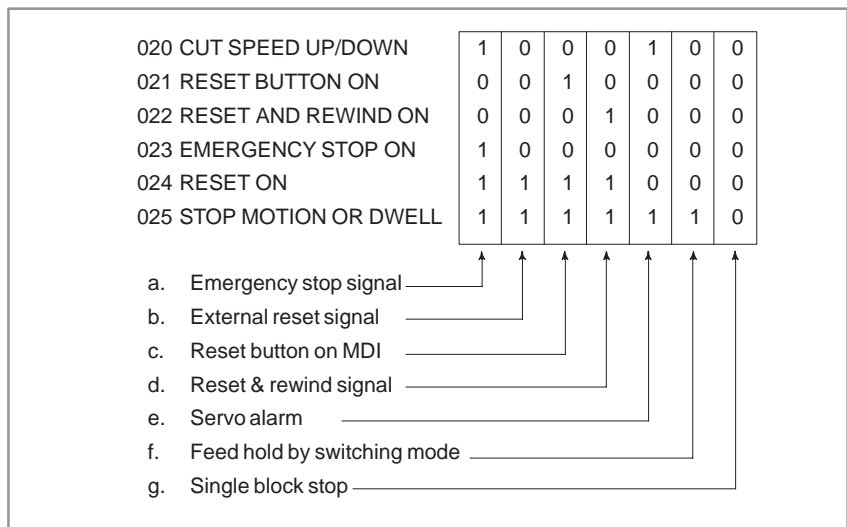 020 CUT SPEED UP/DOWN 1 0 0 0 1 0 0
021 RESET BUTTON ON 0 0 1 0 0 0 0
022 RESET AND REWIND ON 0 0 0 1 0 0 0
023 EMERGENCY STOP ON 1 0 0 0 0 0 0
024 RESET ON 1 1 1 1 0 0 0
025 STOP MOTION OR DWELL 1 1 1 1 1 1 0
a. Emergency stop signal
b. External reset signal
c. Reset button on MDI
d. Reset & rewind signal
e. Servo alarm
f. Feed hold by switching mode
g. Single block stop